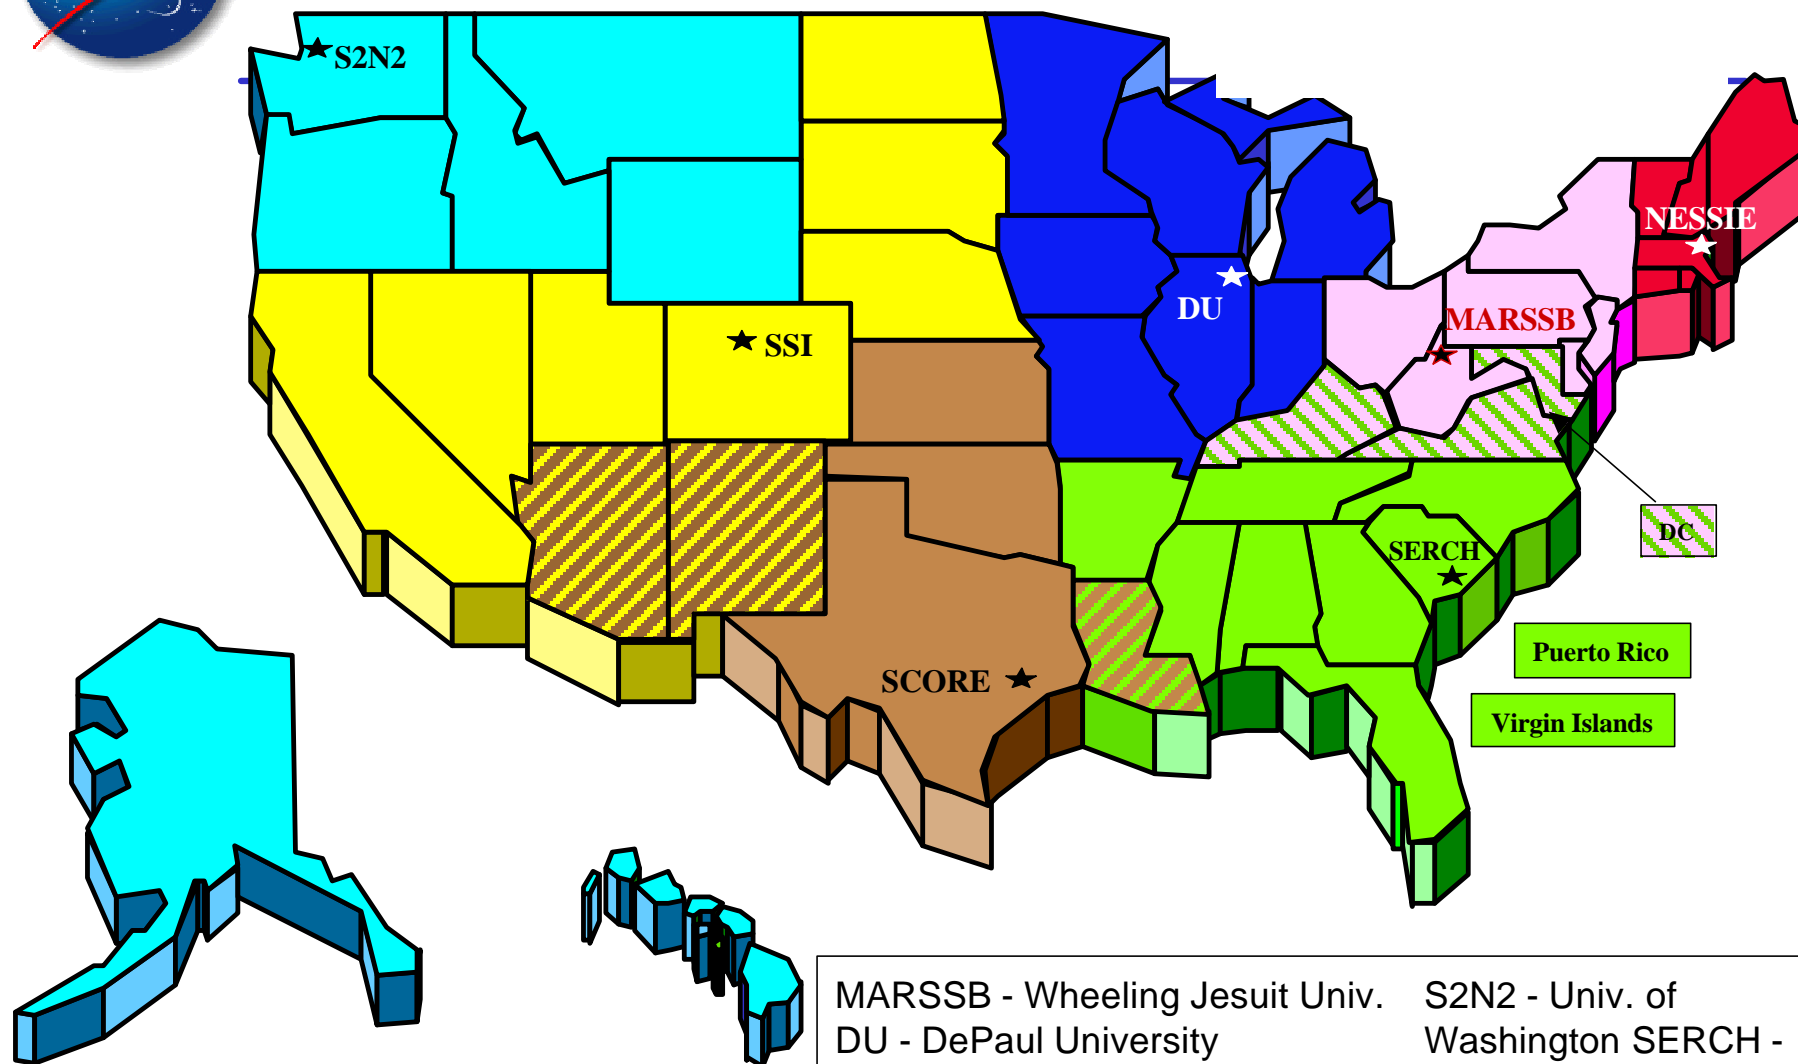 S2N2
NESSIE
DU
MARSSB
SSI
DC
SERCH
Puerto Rico
SCORE
Virgin Islands
MARSSB - Wheeling Jesuit Univ.
DU - DePaul University
S2N2 - Univ. of
Washington SERCH -